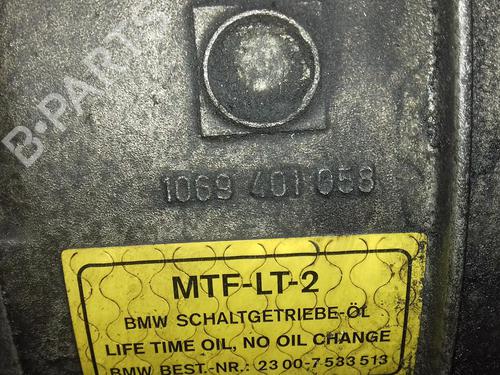 B-PARTS
1069 401 058
MTF-LT-2
BMW SCHALTGETRIEBE-ÖL
LIFE TIME OIL, NO OIL CHANGE
BMW BEST.-NR.: 23 00-7 533 513